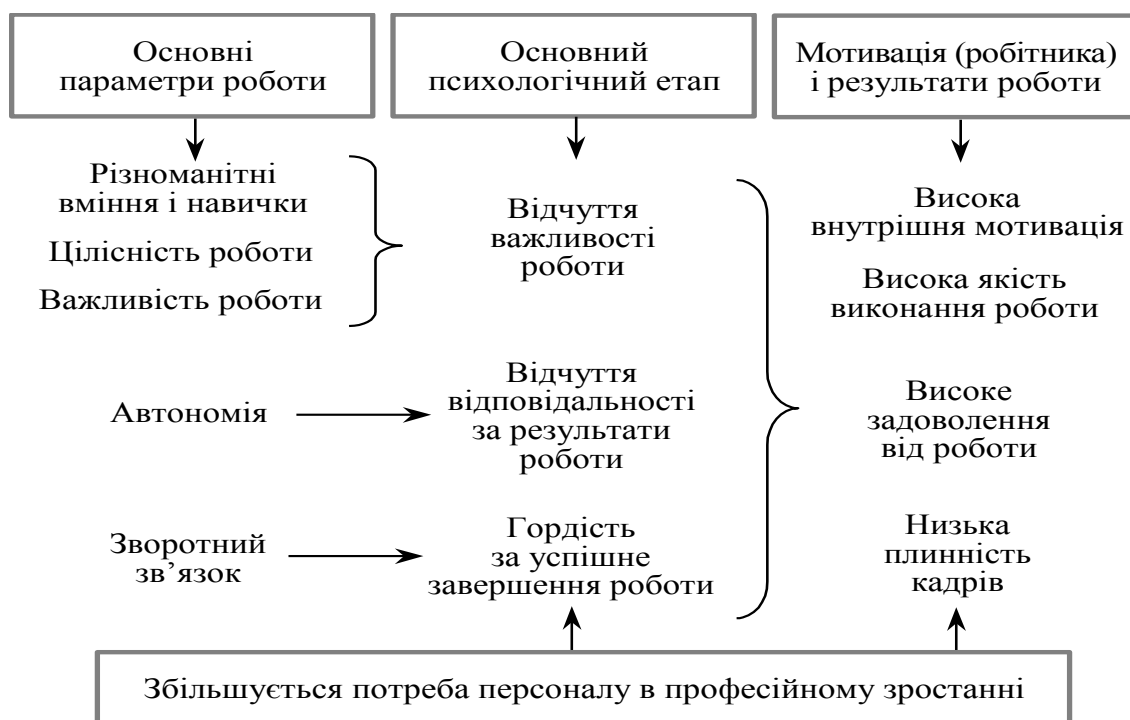 Основні
параметри роботи
Основний
психологічний етап
Мотивація (робітника)
і результати роботи
Різноманітні
вміння і навички
Цілісність роботи
Важливість роботи
Відчуття
важливості
роботи
Висока
внутрішня мотивація
Висока якість
виконання роботи
Автономія
Відчуття
відповідальності
за результати
роботи
Високе
задоволення
від роботи
Зворотний
зв’язок
Гордість
за успішне
завершення роботи
Низька
плинність
кадрів
Збільшується потреба персоналу в професійному зростанні